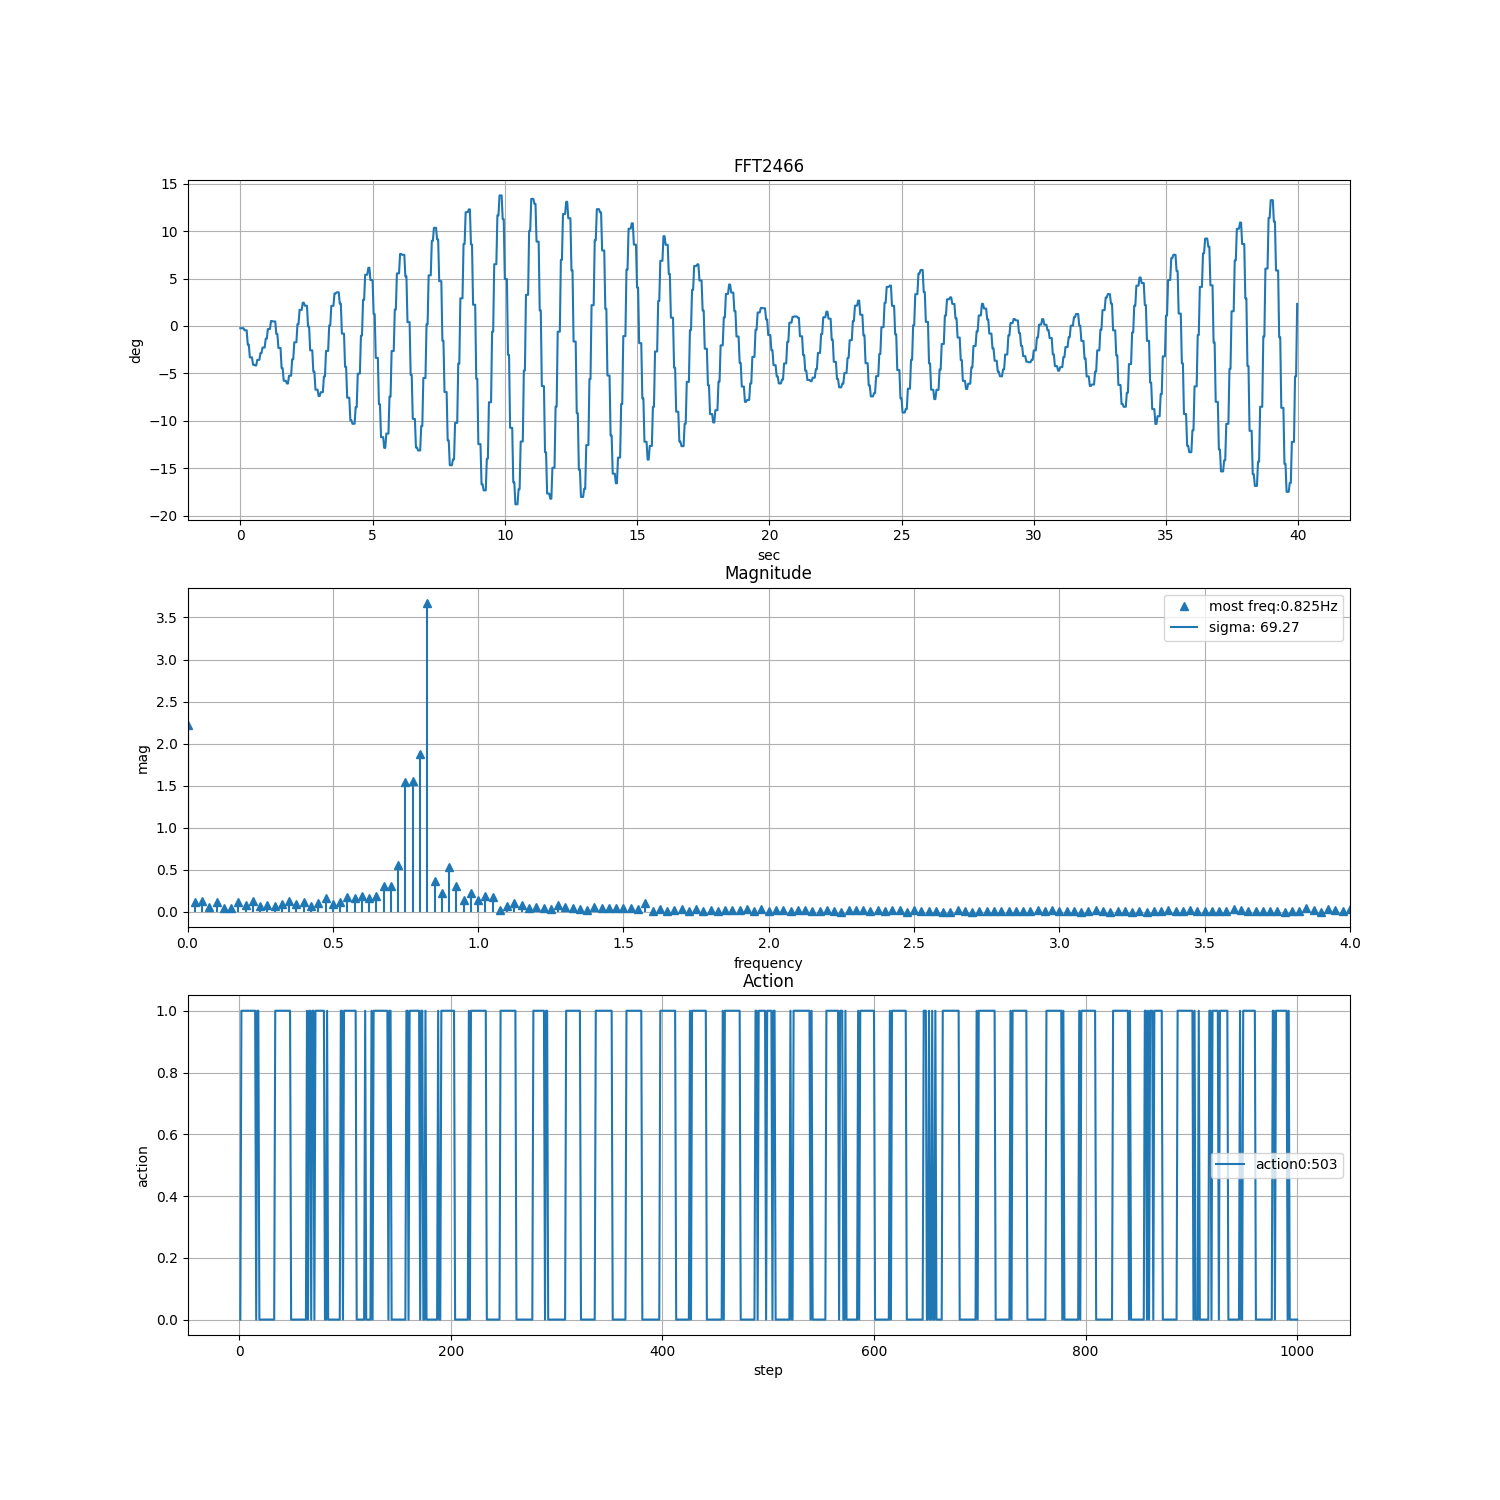 FFT2466
15
10
5
0
−5
−10
−15
−20
deg
0 5 10 15 20 25 30 35 40
sec
Magnitude
most freq:0.825Hz
sigma: 69.27
3.5
3.0
2.5
2.0
1.5
1.0
0.5
0.0
mag
0.0 0.5 1.0 1.5 2.0 2.5 3.0 3.5 4.0
frequency
Action
1.0
0.8
0.6
0.4
0.2
0.0
action
action0:503
0 200 400 600 800 1000
step